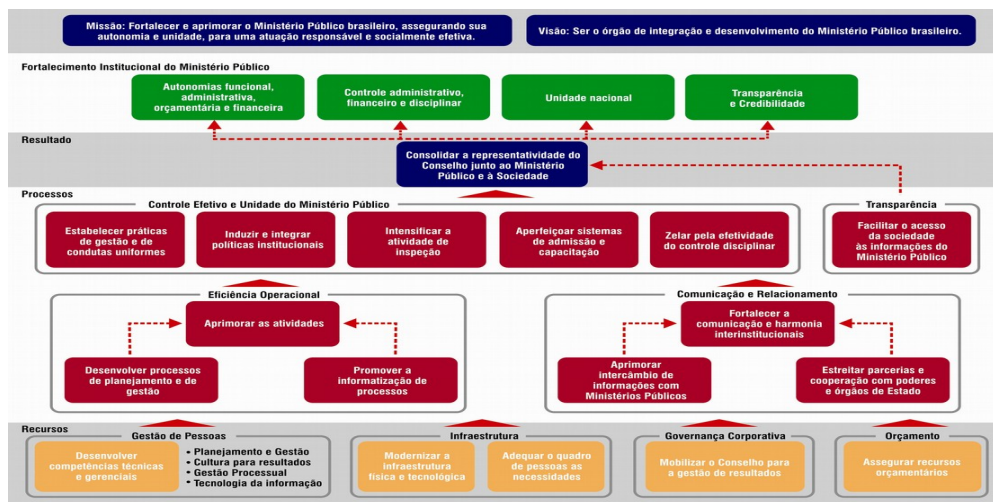 Missão: Fortalecer e aprimorar o Ministério Público brasileiro, assegurando sua
autonomia e unidade, para uma atuação responsável e socialmente efetiva.
Visão: Ser o órgão de integração e desenvolvimento do Ministério Público brasileiro.
Fortalecimento Institucional do Ministério Público
Autonomias funcional,
administrativa,
orçamentária e financeira
Controle administrativo,
financeiro e disciplinar
Unidade nacional
Transparência
e Credibilidade
Resultado
Consolidar a representatividade do
Conselho junto ao Ministério
Público e à Sociedade
Processos
Controle Efetivo e Unidade do Ministério Público
Estabelecer práticas
de gestão e de
condutas uniformes
Induzir e integrar
políticas institucionais
Intensificar a
atividade de
inspeção
Aperfeiçoar sistemas
de admissão e
capacitação
Zelar pela efetividade
do controle disciplinar
Transparência
Facilitar o acesso
da sociedade
às informações do
Ministério Público
Eficiência Operacional
Aprimorar as atividades
Desenvolver processos
de planejamento e de
gestão
Promover a
informatização de
processos
Comunicação e Relacionamento
Fortalecer a
comunicação e harmonia
interinstitucionais
Aprimorar
intercâmbio de
informações com
Ministérios Públicos
Estreitar parcerias e
cooperação com poderes
e órgãos de Estado
Recursos
Gestão de Pessoas
Desenvolver
competências técnicas
e gerenciais
• Planejamento e Gestão
• Cultura para resultados
• Gestão Processual
• Tecnologia da informação
Infraestrutura
Modernizar a
infraestrutura
física e tecnológica
Adequar o quadro
de pessoas as
necessidades
Governança Corporativa
Mobilizar o Conselho para
a gestão de resultados
Orçamento
Assegurar recursos
orçamentários